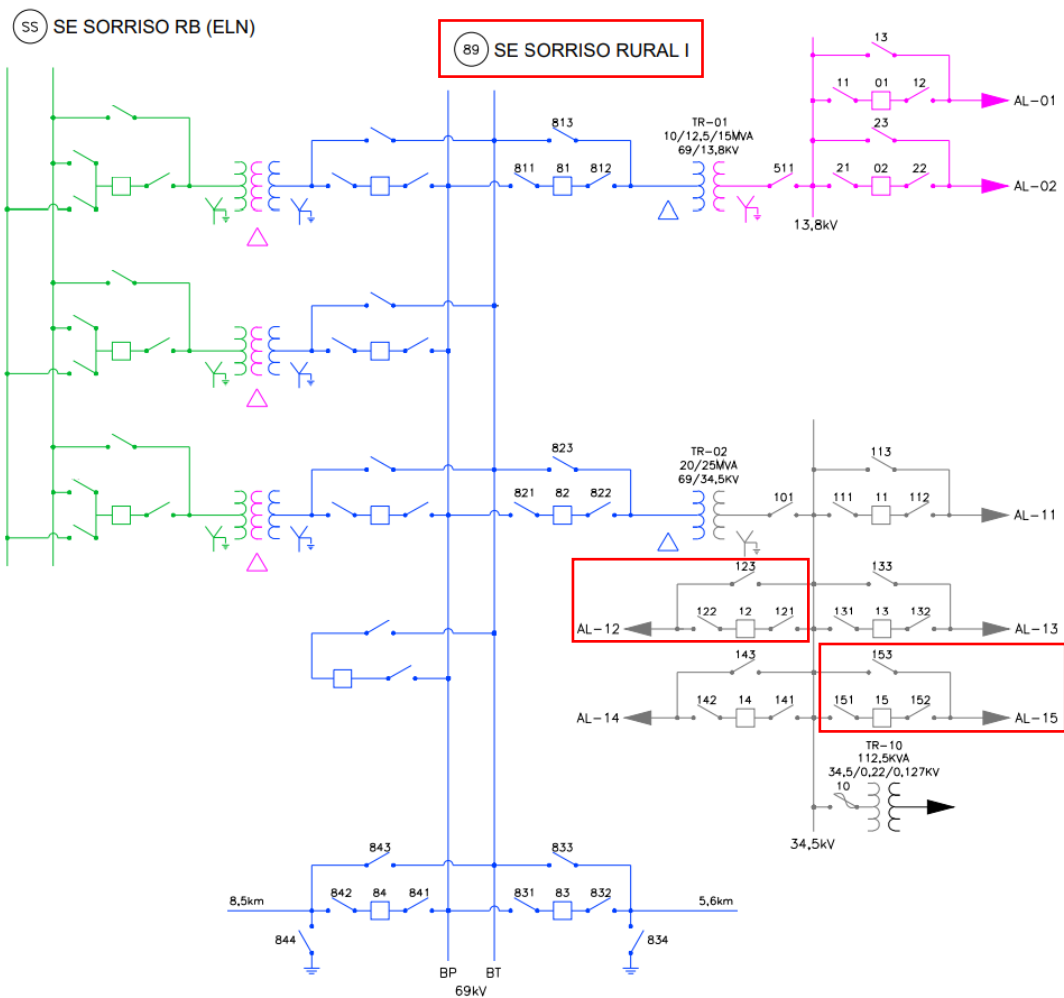 SS SE SORRISO RB (ELN)
89 SE SORRISO RURAL I
13
11 01 12
AL-01
813
TR-01
10/12,5/15MVA
69/13,8KV
23
811 81 812
511
21 02 22
AL-02
13,8kV
823
TR-02
20/25MVA
69/34,5KV
113
821 82 822
101
111 11 112
AL-11
123
133
AL-12
122 12 121
131 13 132
AL-13
143
153
AL-14
142 14 141
151 15 152
AL-15
TR-10
112,5KVA
34,5/0,22/0,127KV
10
34,5kV
843
833
8,5km
842 84 841
831 83 832
5,6km
844
834
BP BT
69kV